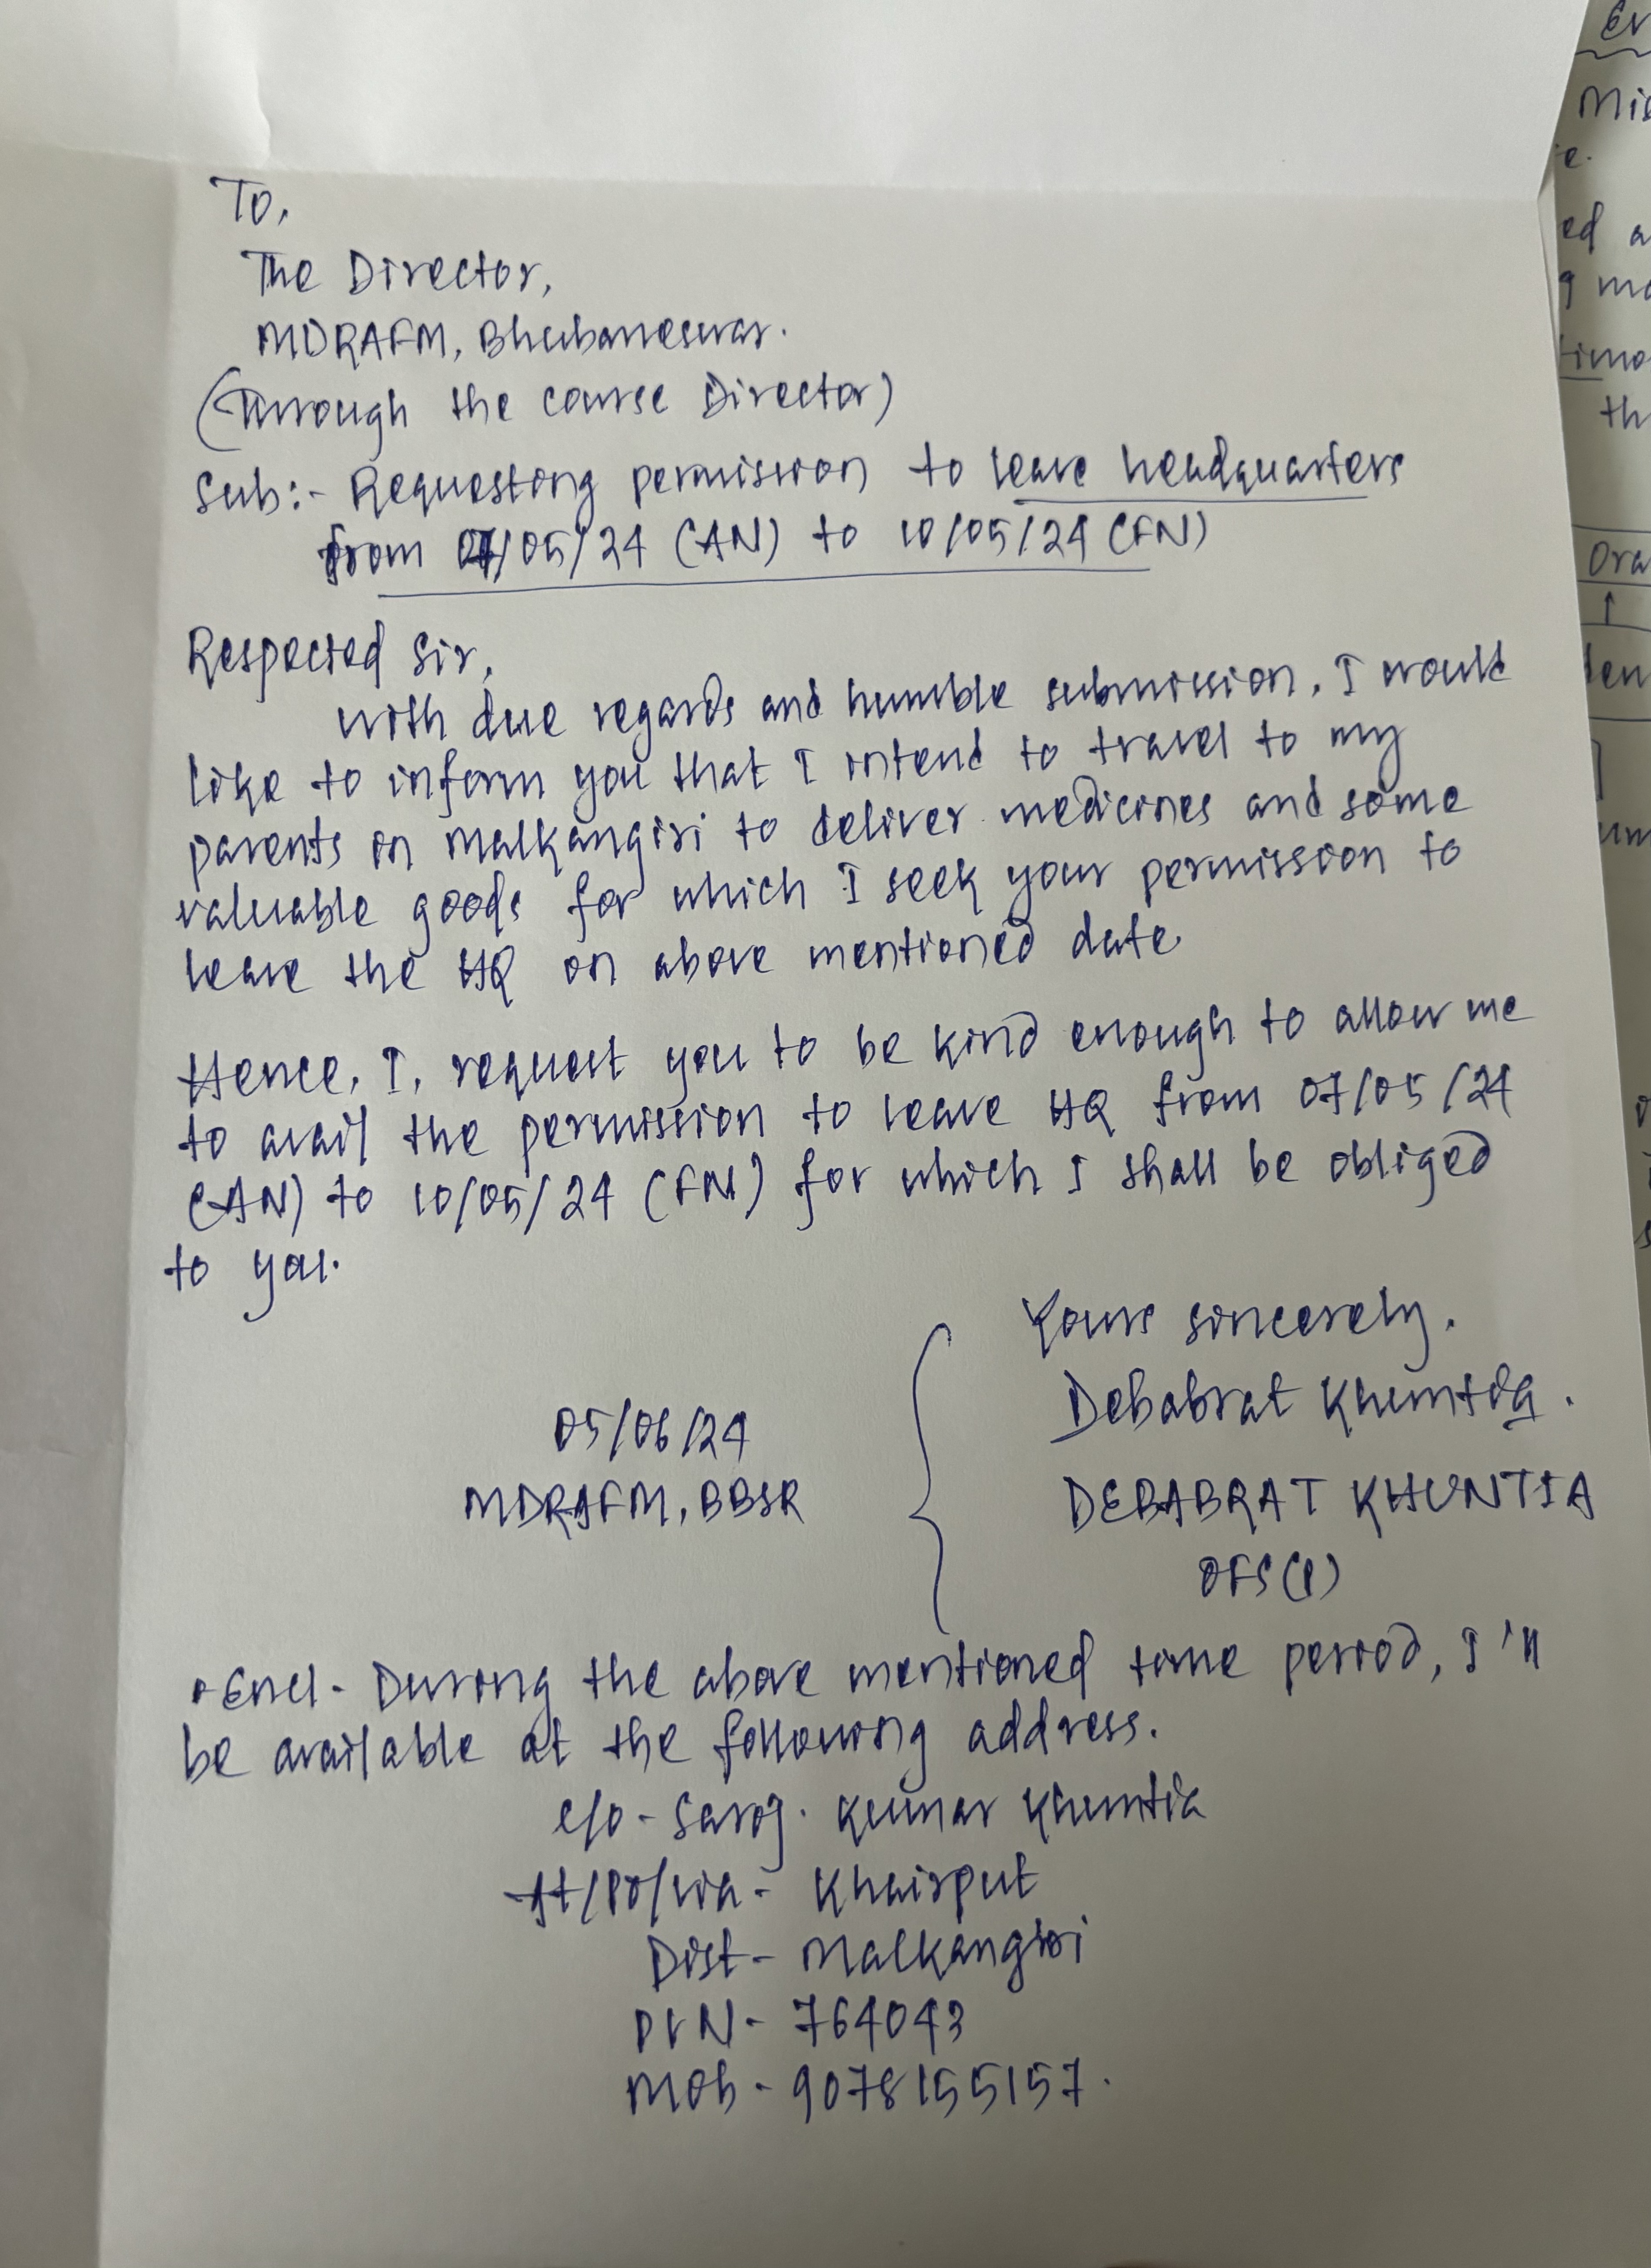 To,
The Director,
MDRAFM, Bhubaneswar.
(Through the course Director)
Sub:- Requesting permission to leave headquarters
from 07/05/24 (AN) to 10/05/24 (FN)
Respected Sir,
with due regards and humble submission, I would
like to inform you that I intend to travel to my
parents in Malkangiri to deliver medicines and some
valuable goods for which I seek your permission to
leave the HQ on above mentioned date
Hence, I, request you to be kind enough to allow me
to avail the permission to leave HQ from 07/05/24
(AN) to 10/05/24 (FN) for which I shall be obliged
to you.
Yours sincerely.
Debabrat Khuntia.
05/06/24
MDRAFM, BBSR
DEBABRAT KHUNTIA
OFS(P)
Encl - During the above mentioned time period, I'll
be available at the following address.
C/o - Saroj Kumar Khuntia
At/PO/via - Khairput
Dist - Malkangiri
PIN - 764043
Mob - 9078155157.
Mis
e.
ed a
g
th
Ora